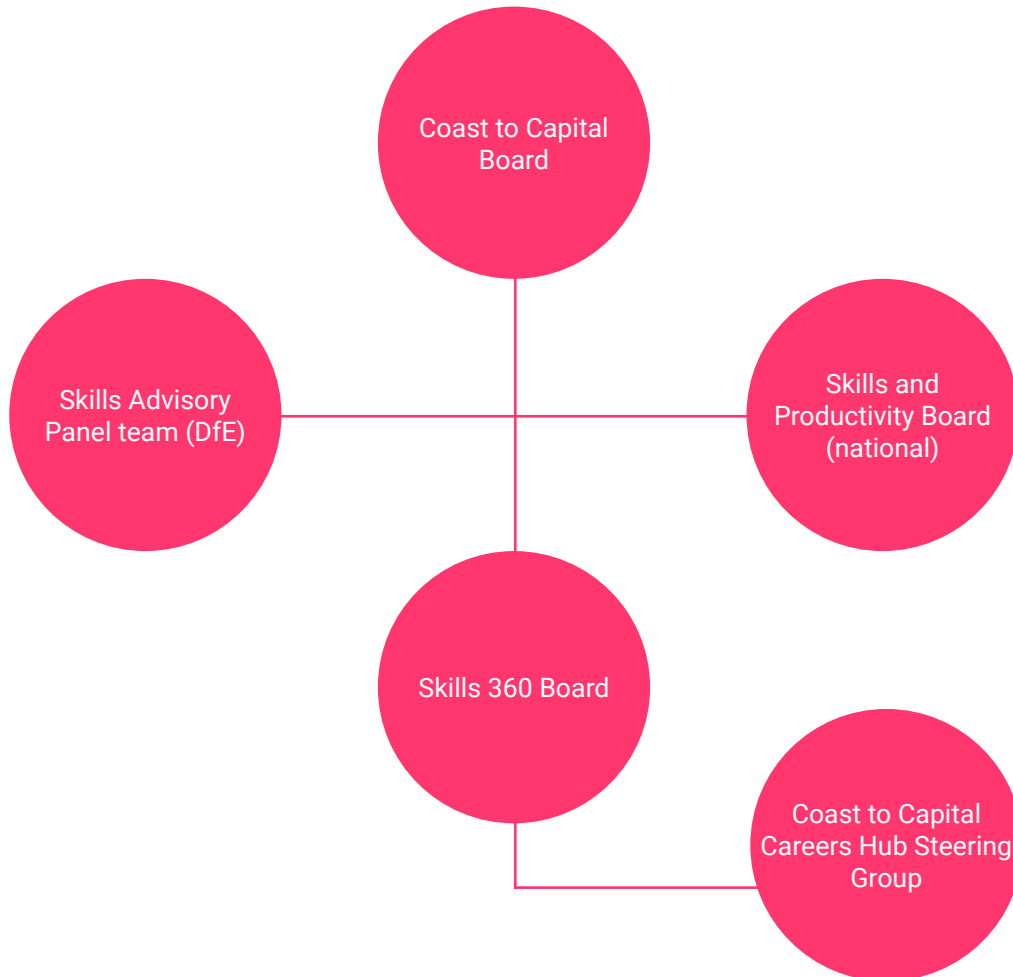 Coast to Capital
Board
Skills Advisory
Panel team (DfE)
Skills and
Productivity Board
(national)
Skills 360 Board
Coast to Capital
Careers Hub Steering
Group